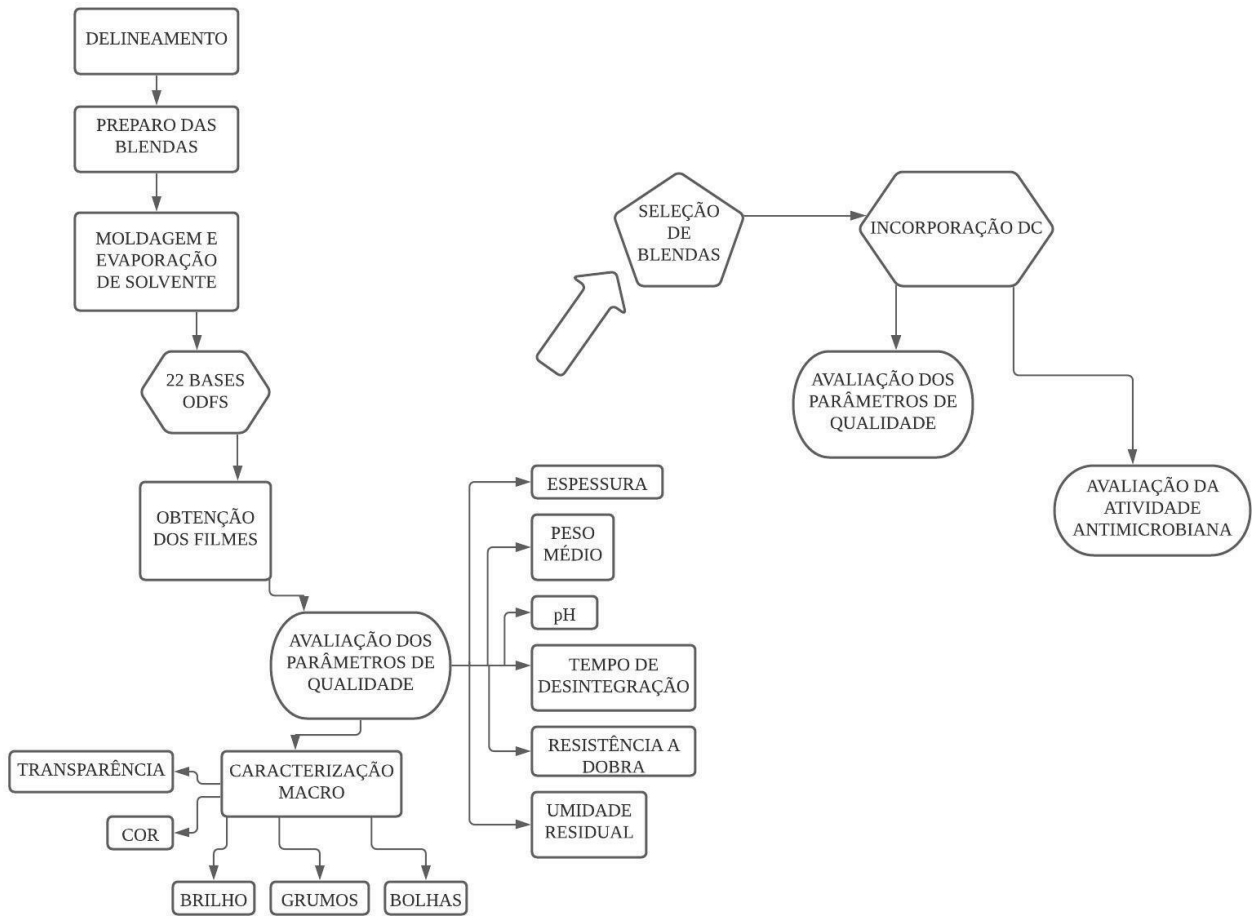 DELINEAMENTO
PREPARO DAS
BLENDAS
MOLDAGEM E
EVAPORAÇÃO
DE SOLVENTE
22 BASES
ODFS
OBTENÇÃO
DOS FILMES
AVALIAÇÃO DOS
PARÂMETROS DE
QUALIDADE
CARACTERIZAÇÃO
MACRO
TRANSPARÊNCIA
COR
BRILHO
GRUMOS
BOLHAS
ESPESSURA
PESO
MÉDIO
pH
TEMPO DE
DESINTEGRAÇÃO
RESISTÊNCIA A
DOBRA
UMIDADE
RESIDUAL
SELEÇÃO
DE
BLENDAS
INCORPORAÇÃO DC
AVALIAÇÃO DOS
PARÂMETROS DE
QUALIDADE
AVALIAÇÃO DA
ATIVIDADE
ANTIMICROBIANA